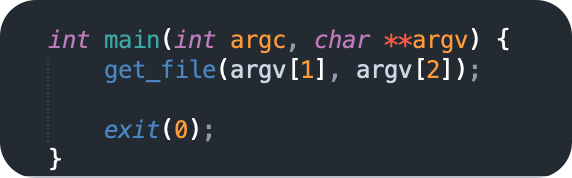 int main(int argc, char **argv) {
    get_file(argv[1], argv[2]);

    exit(0);
}